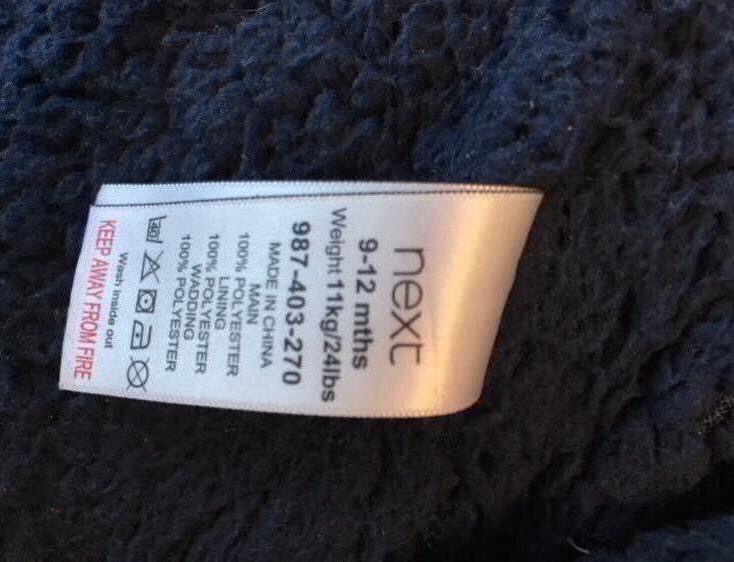 next
9-12 mths
Weight 11kg/24lbs
987-403-270
MADE IN CHINA
MAIN
100% POLYESTER
LINING
100% POLYESTER
WADDING
100% POLYESTER
40
Wash inside out
KEEP AWAY FROM FIRE